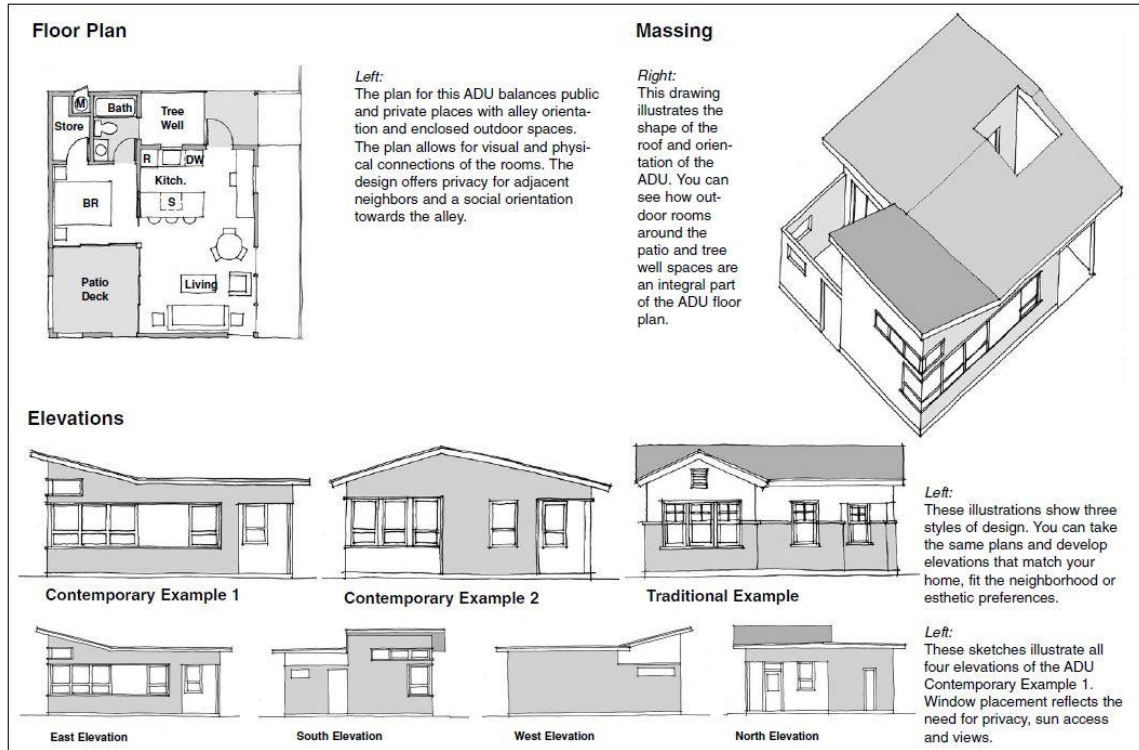 Floor Plan
M
Bath
Tree
Well
Store
R
DW
Kitch.
S
BR
Patio
Deck
Living
Left:
The plan for this ADU balances public
and private places with alley orienta-
tion and enclosed outdoor spaces.
The plan allows for visual and physi-
cal connections of the rooms. The
design offers privacy for adjacent
neighbors and a social orientation
towards the alley.
Massing
Right:
This drawing
illustrates the
shape of the
roof and orien-
tation of the
ADU. You can
see how out-
door rooms
around the
patio and tree
well spaces are
an integral part
of the ADU floor
plan.
Elevations
Contemporary Example 1
Contemporary Example 2
Traditional Example
Left:
These illustrations show three
styles of design. You can take
the same plans and develop
elevations that match your
home, fit the neighborhood or
esthetic preferences.
East Elevation
South Elevation
West Elevation
North Elevation
Left:
These sketches illustrate all
four elevations of the ADU
Contemporary Example 1.
Window placement reflects the
need for privacy, sun access
and views.